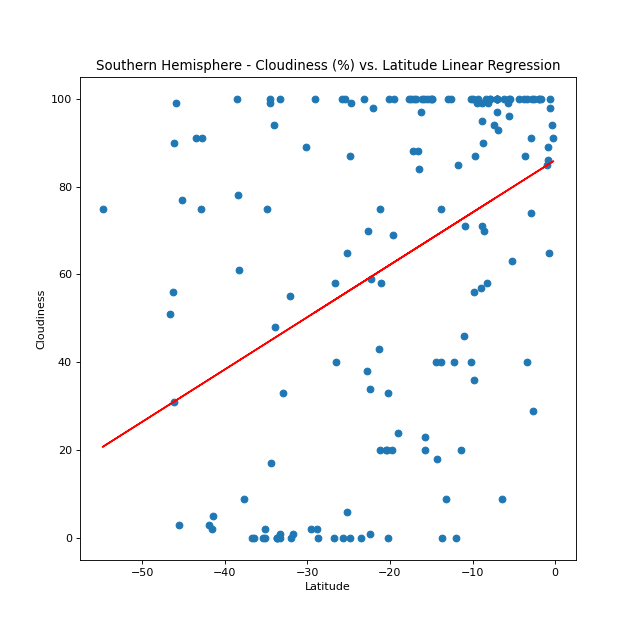 Southern Hemisphere - Cloudiness (%) vs. Latitude Linear Regression
100
80
60
40
20
0
Cloudiness
−50 −40 −30 −20 −10 0
Latitude